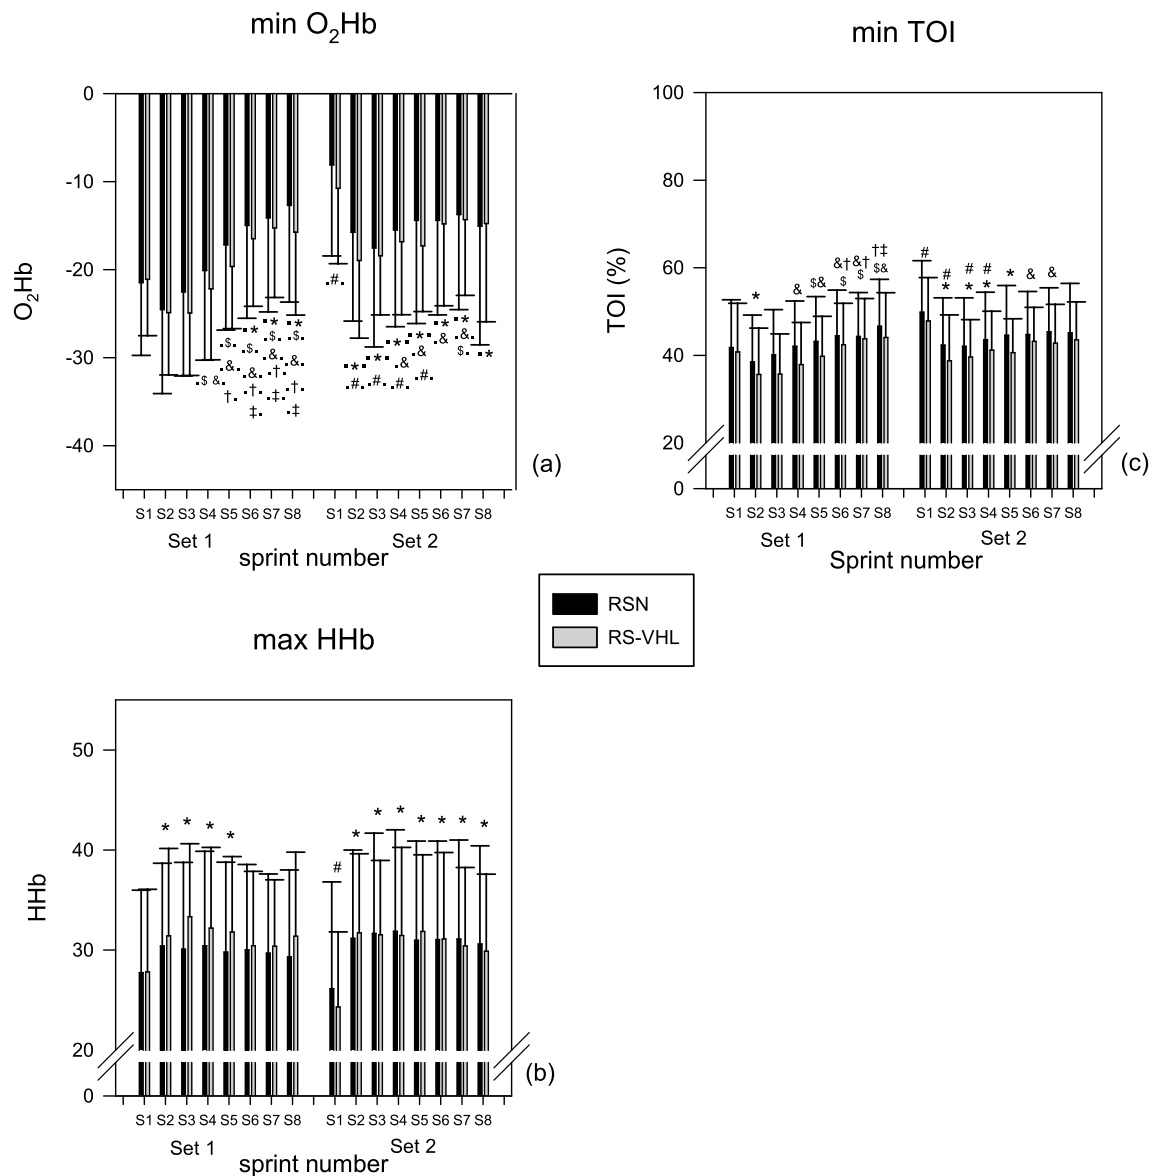 min O2Hb
0
-10
-20
-30
-40
O2Hb
.#.
.*. .*. .*. .*. .*. .*. .*.
.$. .$. .$. .$. .*. .*. .&. .&.
.&. .&. .&. .&. .*. .*. .& .&. .$. .*.
.$ &. .†. .†. .†. .#. .#. .#. .#.
.‡. .‡. .‡.
S1 S2 S3 S4 S5 S6 S7 S8 S1 S2 S3 S4 S5 S6 S7 S8
Set 1 Set 2
sprint number
(a)
min TOI
100
80
60
40
20
0
TOI (%)
†‡ #
&† &† $& # # # * & &
* & $& $ $ * * *
S1 S2 S3 S4 S5 S6 S7 S8 S1 S2 S3 S4 S5 S6 S7 S8
Set 1 Set 2
Sprint number
(c)
RSN
RS-VHL
max HHb
50
40
30
20
0
HHb
* * * * # * * * * * * *
S1 S2 S3 S4 S5 S6 S7 S8 S1 S2 S3 S4 S5 S6 S7 S8
Set 1 Set 2
sprint number
(b)